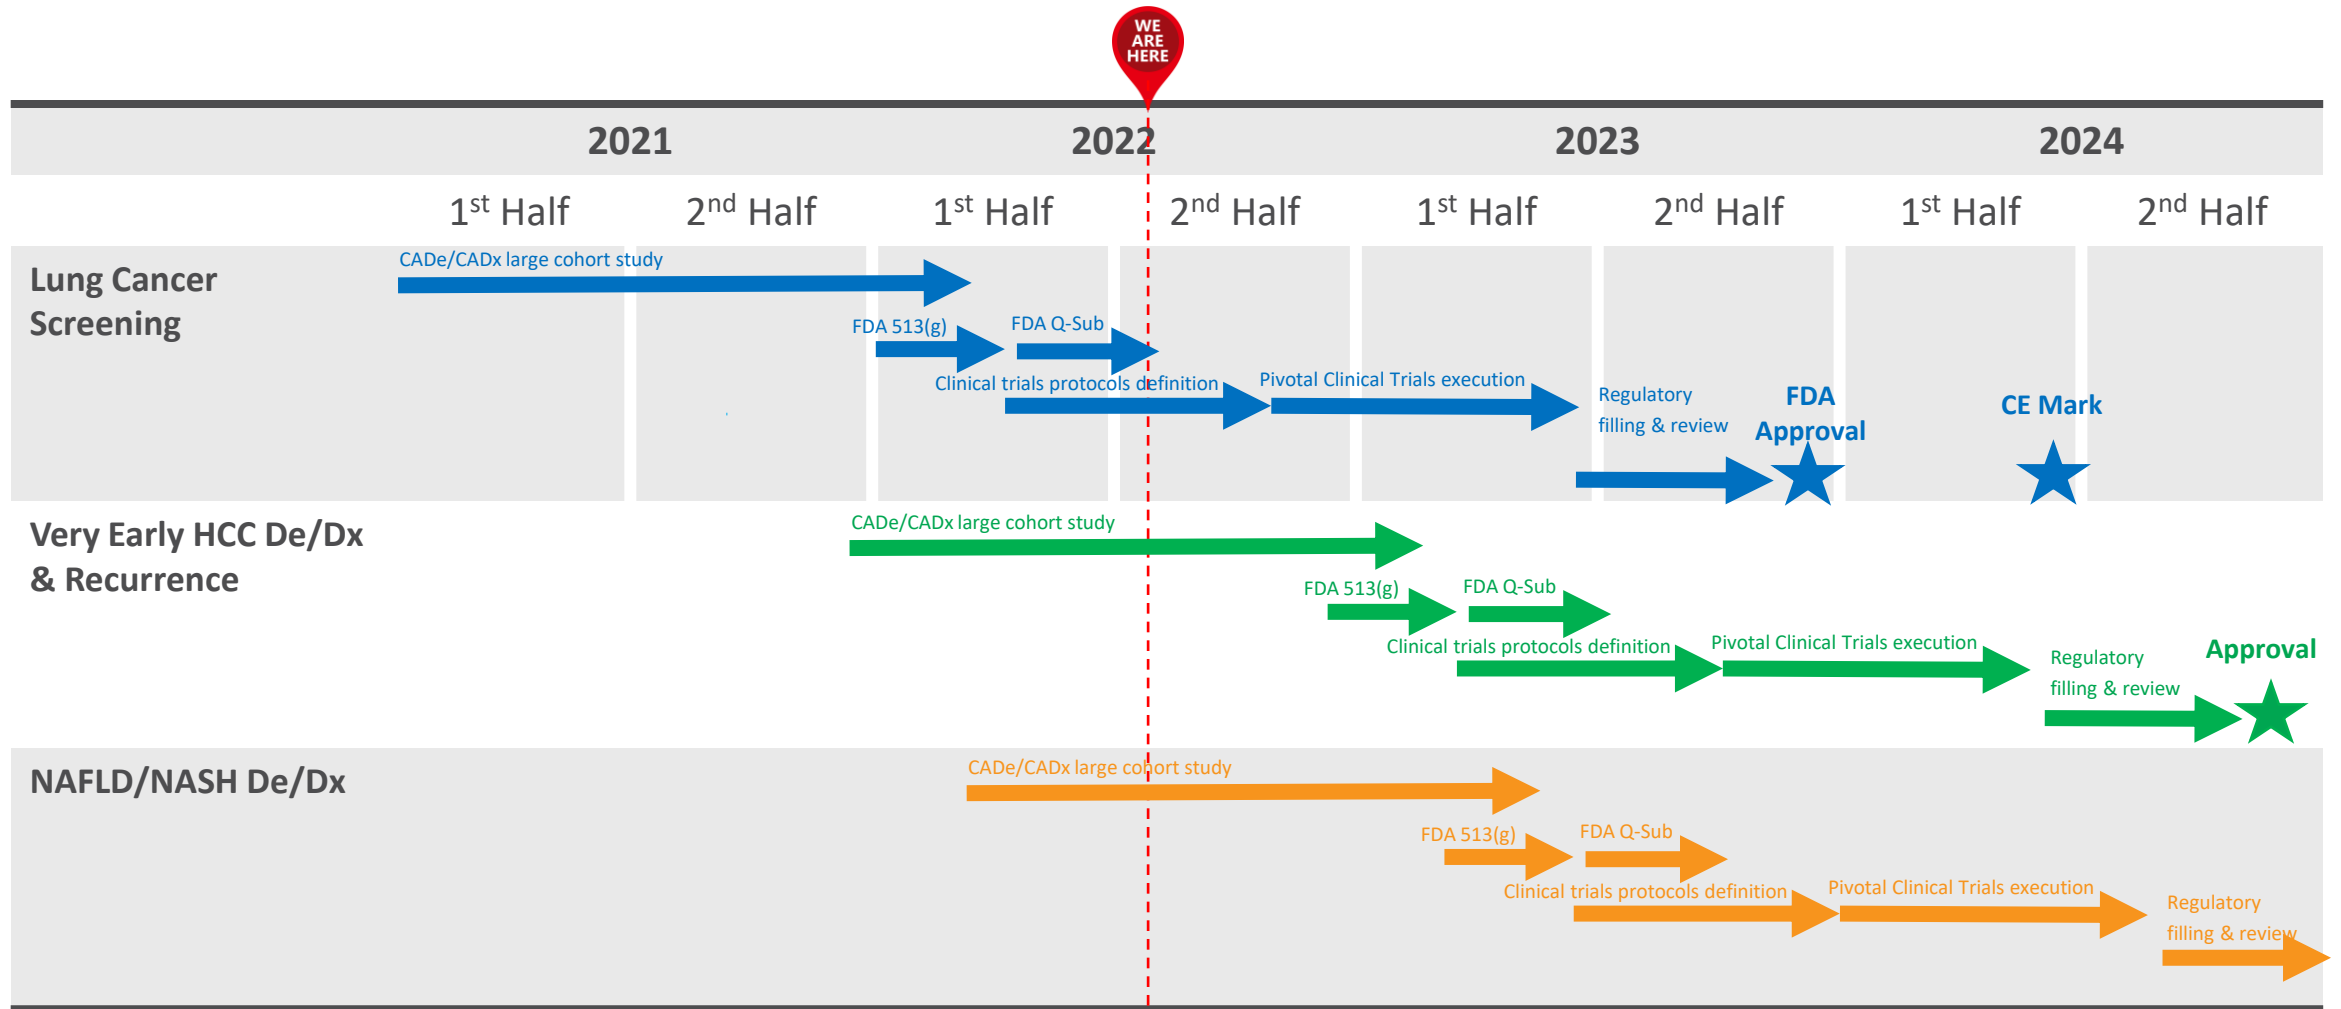 WE
ARE
HERE
2021 2022 2023 2024
1st Half 2nd Half 1st Half 2nd Half 1st Half 2nd Half 1st Half 2nd Half
Lung Cancer
Screening
CADe/CADx large cohort study
FDA 513(g)
FDA Q-Sub
Clinical trials protocols definition
Pivotal Clinical Trials execution
Regulatory
filling & review
FDA
Approval
CE Mark
Very Early HCC De/Dx
& Recurrence
CADe/CADx large cohort study
FDA 513(g)
FDA Q-Sub
Clinical trials protocols definition
Pivotal Clinical Trials execution
Regulatory
filling & review
Approval
NAFLD/NASH De/Dx
CADe/CADx large cohort study
FDA 513(g)
FDA Q-Sub
Clinical trials protocols definition
Pivotal Clinical Trials execution
Regulatory
filling & review